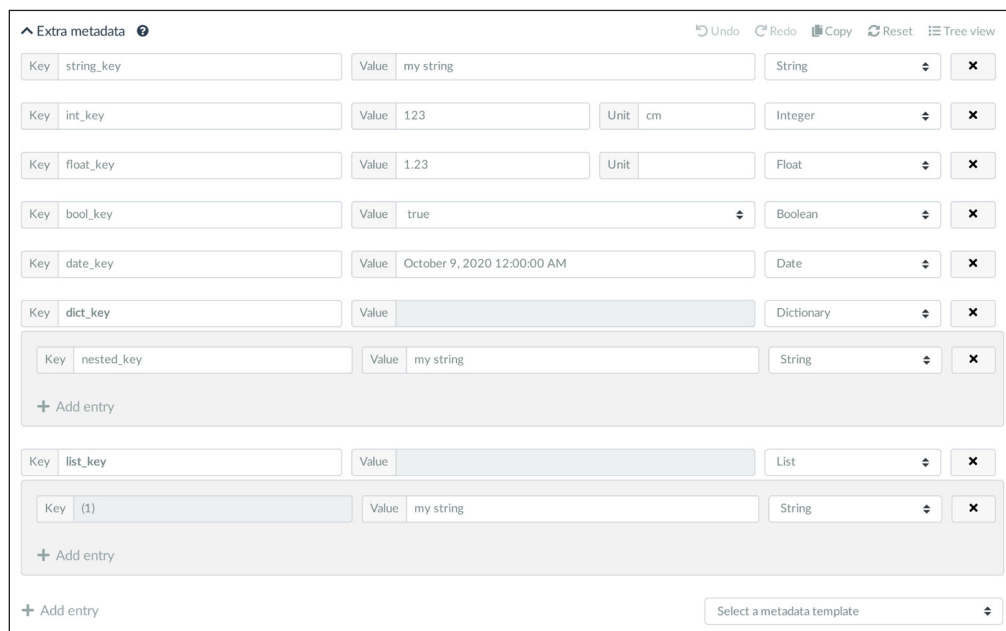 Extra metadata Undo Redo Copy Reset Tree view
Key string_key Value my string String
Key int_key Value 123 Unit cm Integer
Key float_key Value 1.23 Unit Float
Key bool_key Value true Boolean
Key date_key Value October 9, 2020 12:00:00 AM Date
Key dict_key Value Dictionary
Key nested_key Value my string String
Add entry
Key list_key Value List
Key (1) Value my string String
Add entry
Add entry Select a metadata template